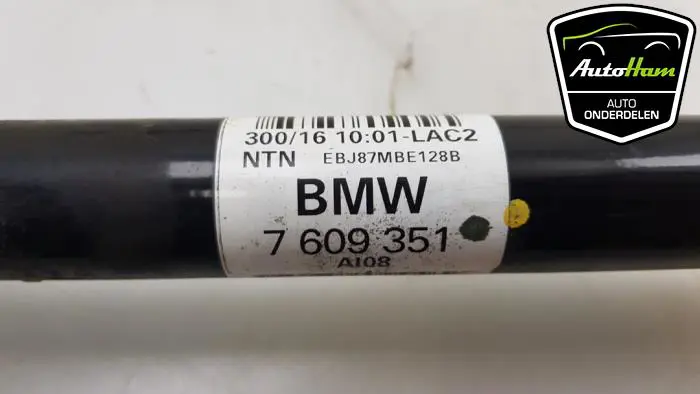 AutoHam
AUTO
ONDERDELEN
300/16 10:01-LAC2
NTN EBJ87MBE128B
BMW
7 609 351
AI08